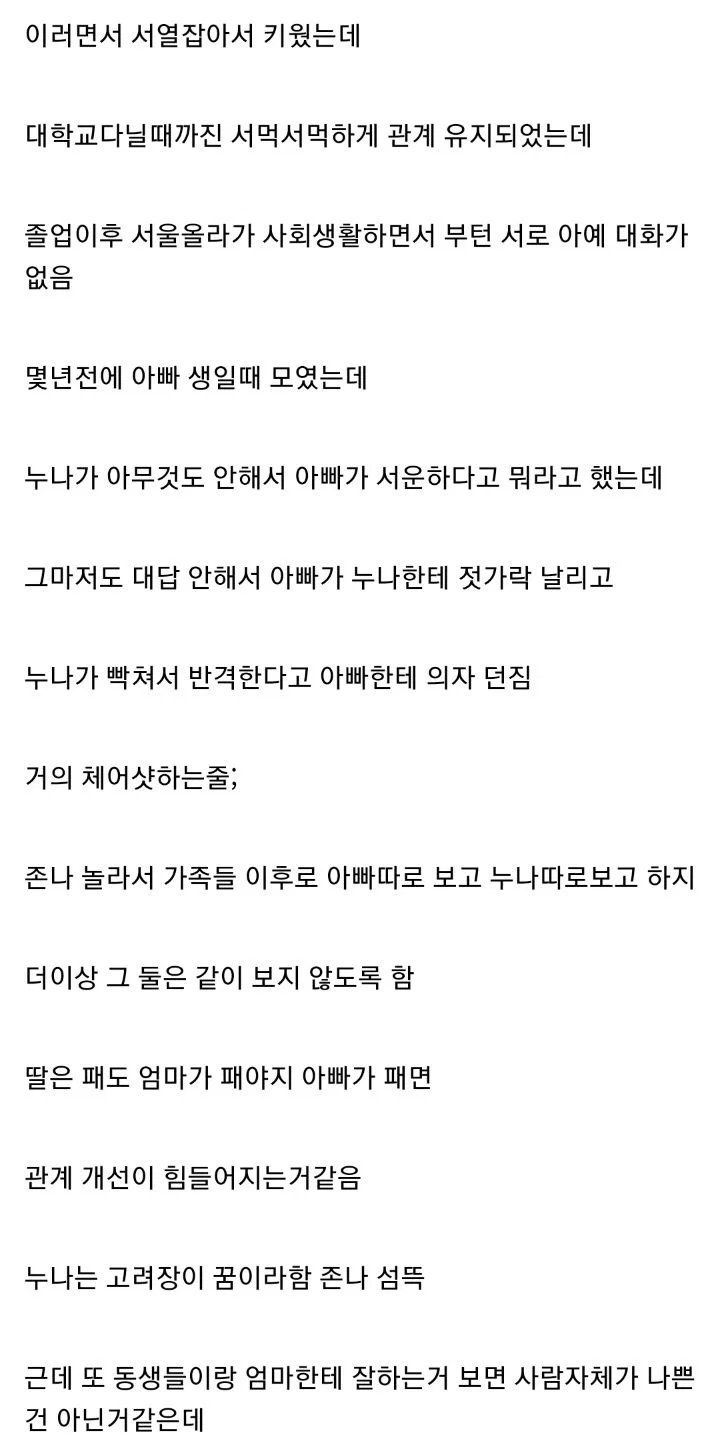 이러면서 서열잡아서 키웠는데
대학교다닐때까진 서먹서먹하게 관계 유지되었는데
졸업이후 서울올라가 사회생활하면서 부턴 서로 아예 대화가
없음
몇년전에 아빠 생일때 모였는데
누나가 아무것도 안해서 아빠가 서운하다고 뭐라고 했는데
그마저도 대답 안해서 아빠가 누나한테 젓가락 날리고
누나가 빡쳐서 반격한다고 아빠한테 의자 던짐
거의 체어샷하는줄;
존나 놀라서 가족들 이후로 아빠따로 보고 누나따로보고 하지
더이상 그 둘은 같이 보지 않도록 함
딸은 패도 엄마가 패야지 아빠가 패면
관계 개선이 힘들어지는거같음
누나는 고려장이 꿈이라함 존나 섬뜩
근데 또 동생들이랑 엄마한테 잘하는거 보면 사람자체가 나쁜
건 아닌거같은데